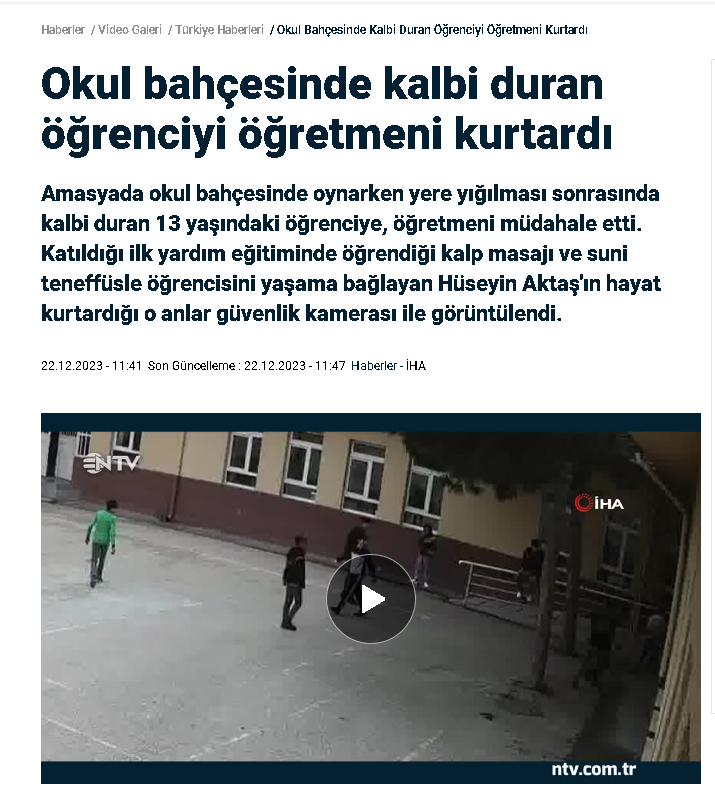 Haberler / Video Galeri / Türkiye Haberleri / Okul Bahçesinde Kalbi Duran Öğrenciyi Öğretmeni Kurtardı
Okul bahçesinde kalbi duran
öğrenciyi öğretmeni kurtardı
Amasyada okul bahçesinde oynarken yere yığılması sonrasında
kalbi duran 13 yaşındaki öğrenciye, öğretmeni müdahale etti.
Katıldığı ilk yardım eğitiminde öğrendiği kalp masajı ve suni
teneffüsle öğrencisini yaşama bağlayan Hüseyin Aktaş'ın hayat
kurtardığı o anlar güvenlik kamerası ile görüntülendi.
22.12.2023 - 11:41 Son Güncelleme : 22.12.2023 - 11:47 Haberler - İHA
NTV
İHA
ntv.com.tr